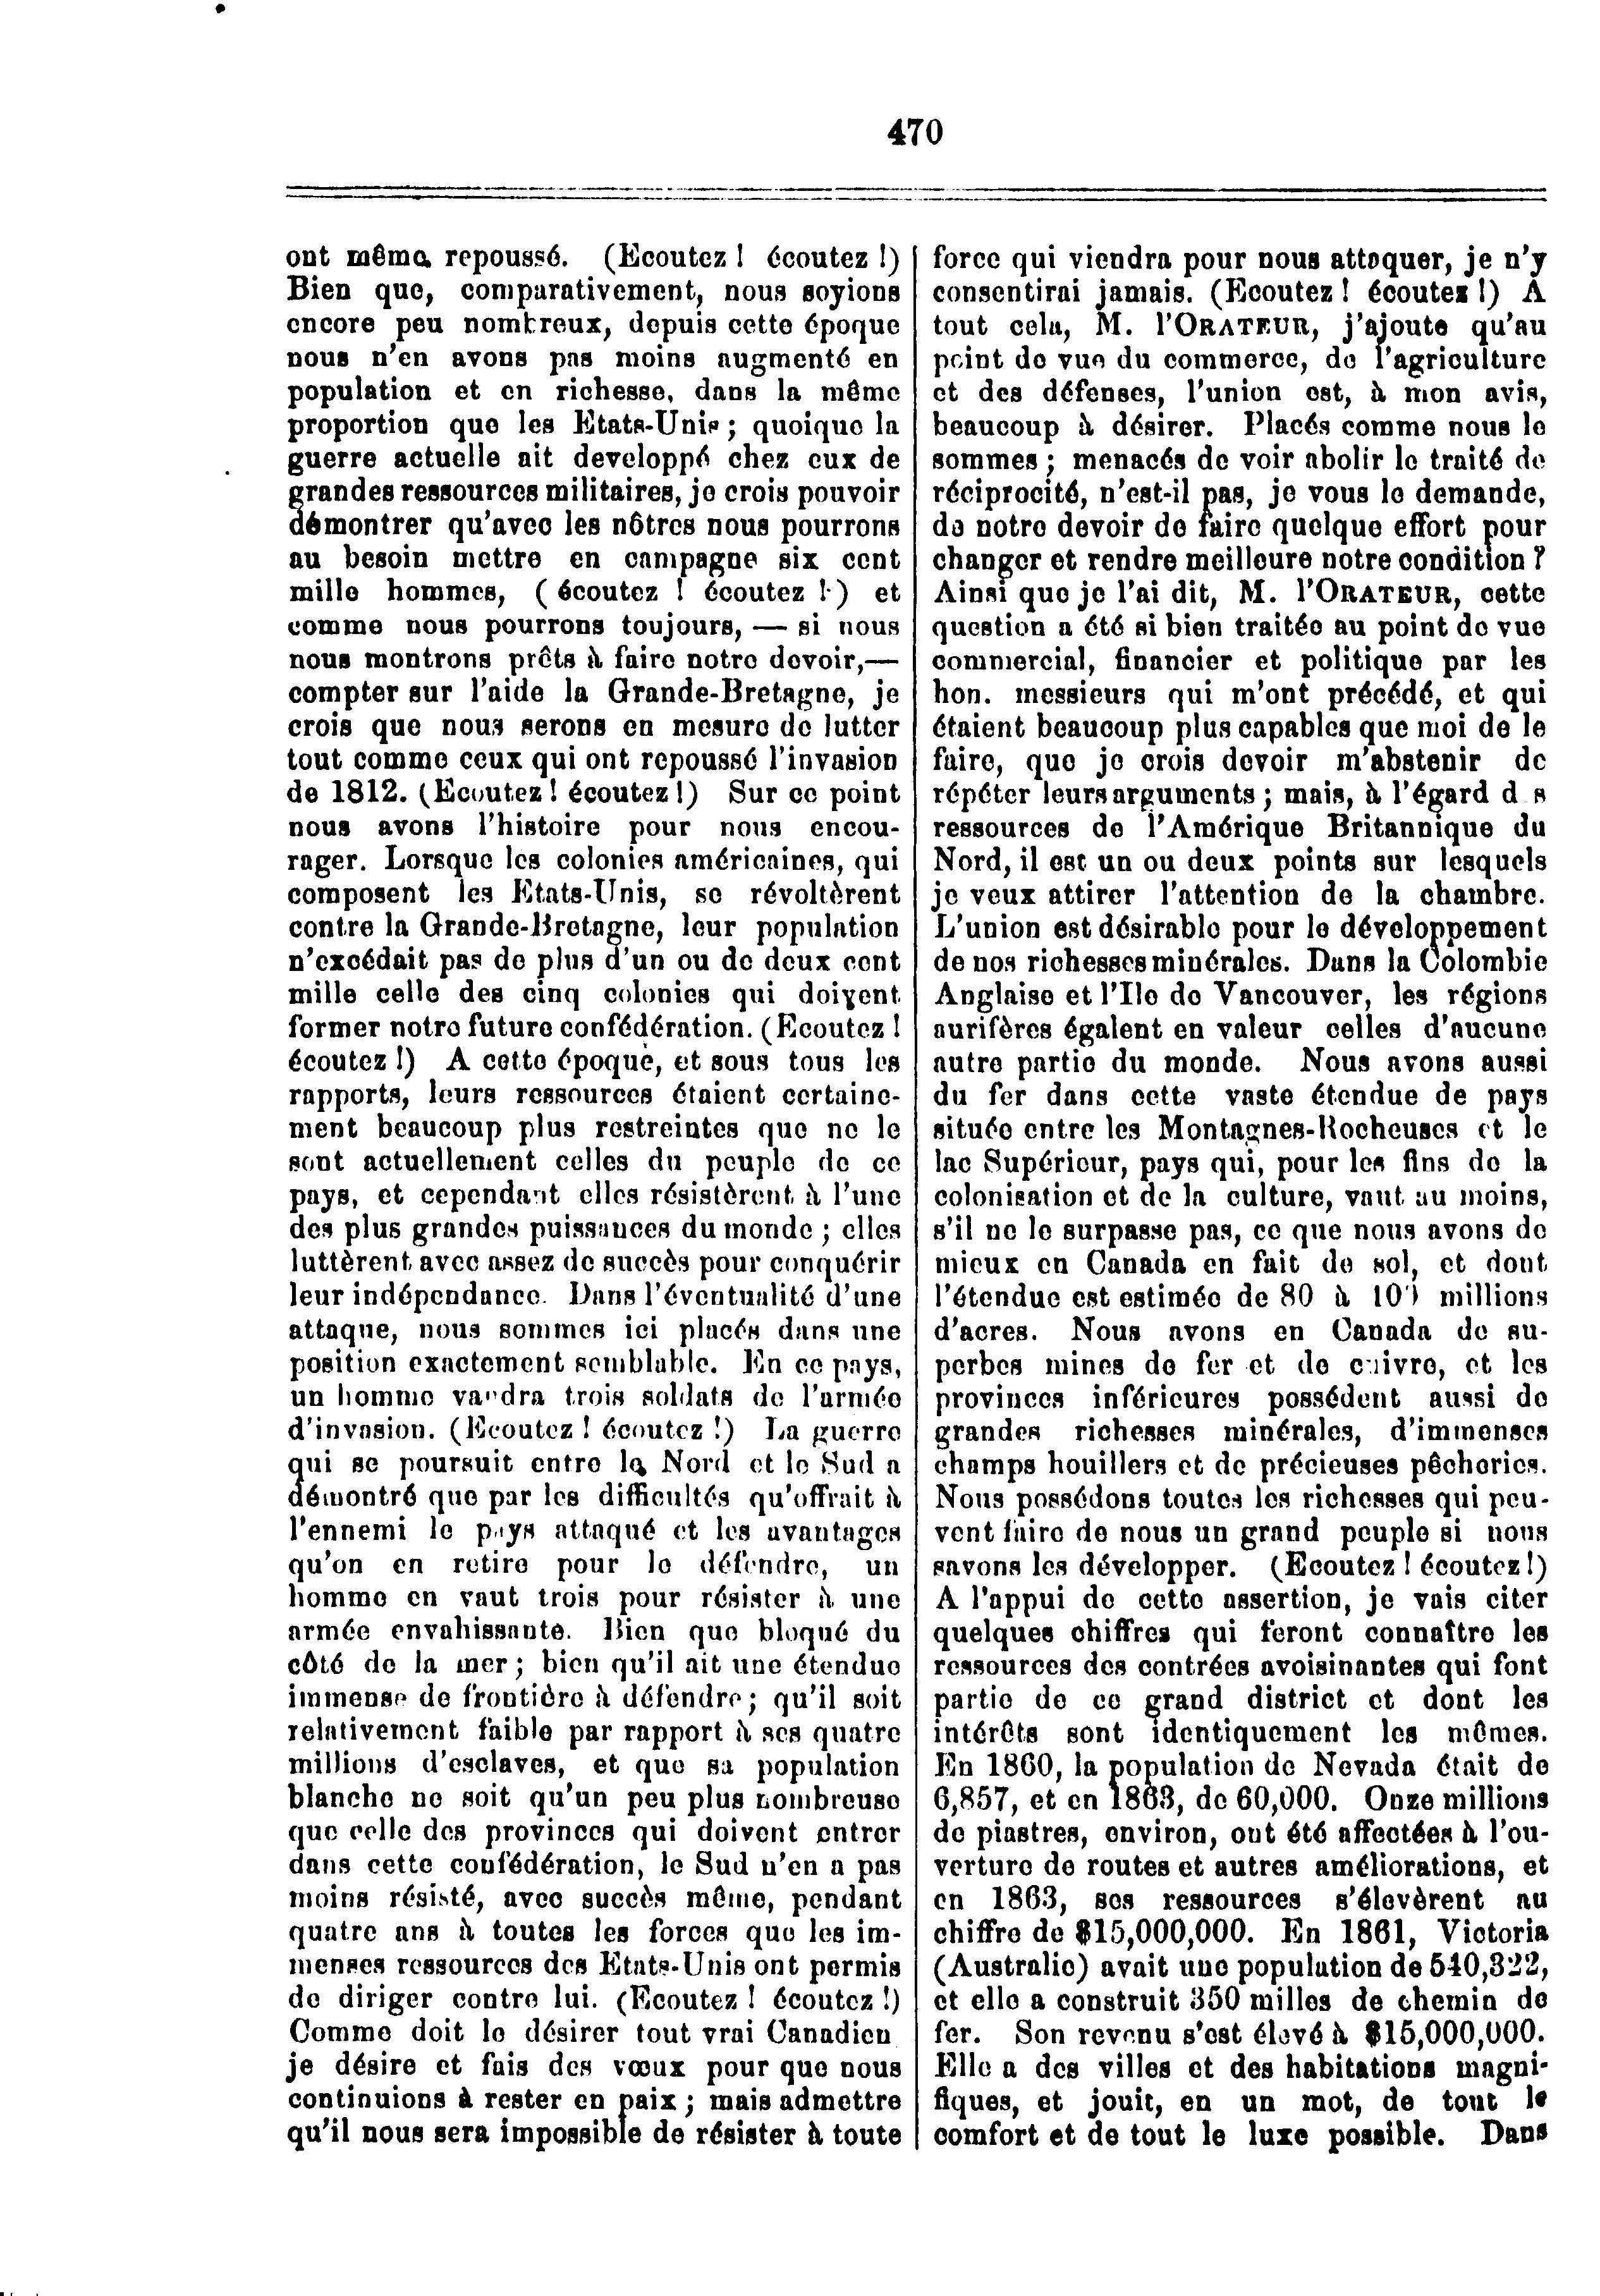 470
ont même repoussé. (Ecoutez ! écoutez !)
Bien que, comparativement, nous soyions
encore peu nombreux, depuis cette époque
nous n'en avons pas moins augmenté en
population et en richesse, dans la même
proportion que les Etats-Unis ; quoique la
guerre actuelle ait developpé chez eux de
grandes ressources militaires, je crois pouvoir
démontrer qu'avec les nôtres nous pourrons
au besoin mettre en campagne six cent
mille hommes, ( écoutez ! écoutez !) et
comme nous pourrons toujours, — si nous
nous montrons prêts à faire notre devoir,—
compter sur l'aide la Grande-Bretagne, je
crois que nous serons en mesure de lutter
tout comme ceux qui ont repoussé l'invasion
de 1812. (Ecoutez ! écoutez !) Sur ce point
nous avons l'histoire pour nous encou-
rager. Lorsque les colonies américaines, qui
composent les Etats-Unis, se révoltèrent
contre la Grande-Bretagne, leur population
n'excédait pas de plus d'un ou de deux cent
mille celle des cinq colonies qui doivent
former notre future confédération. (Ecoutez !
écoutez !) A cette époque, et sous tous les
rapports, leurs ressources étaient certaine-
ment beaucoup plus restreintes que ne le
sont actuellement celles du peuple de ce
pays, et cependant elles résistèrent à l'une
des plus grandes puissances du monde ; elles
luttèrent avec assez de succès pour conquérir
leur indépendance. Dans l'éventualité d'une
attaque, nous sommes ici placés dans une
position exactement semblable. En ce pays,
un homme vaudra trois soldats de l'armée
d'invasion. (Ecoutez ! écoutez !) La guerre
qui se poursuit entre le Nord et le Sud a
démontré que par les difficultés qu'offrait à
l'ennemi le pays attaqué et les avantages
qu'on en retire pour le défendre, un
homme en vaut trois pour résister à une
armée envahissante. Bien que bloqué du
côté de la mer ; bien qu'il ait une étendue
immense de frontière à défendre ; qu'il soit
relativement faible par rapport à ses quatre
millions d'esclaves, et que sa population
blanche ne soit qu'un peu plus nombreuse
que celle des provinces qui doivent entrer
dans cette confédération, le Sud n'en a pas
moins résisté, avec succès même, pendant
quatre ans à toutes les forces que les im-
menses ressources des Etats-Unis ont permis
de diriger contre lui. (Ecoutez ! écoutez !)
Comme doit le désirer tout vrai Canadien
je désire et fais des vœux pour que nous
continuions à rester en paix ; mais admettre
qu'il nous sera impossible de résister à toute
force qui viendra pour nous attaquer, je n'y
consentirai jamais. (Ecoutez ! écoutez !) A
tout cela, M. l'ORATEUR, j'ajoute qu'au
point de vue du commerce, de l'agriculture
et des défenses, l'union est, à mon avis,
beaucoup à désirer. Placés comme nous le
sommes ; menacés de voir abolir le traité de
réciprocité, n'est-il pas, je vous le demande,
de notre devoir de faire quelque effort pour
changer et rendre meilleure notre condition ?
Ainsi que je l'ai dit, M. l'ORATEUR, cette
question a été si bien traitée au point de vue
commercial, financier et politique par les
hon. messieurs qui m'ont précédé, et qui
étaient beaucoup plus capables que moi de le
faire, que je crois devoir m'abstenir de
répéter leurs arguments ; mais, à l'égard d s
ressources de l'Amérique Britannique du
Nord, il est un ou deux points sur lesquels
je veux attirer l'attention de la chambre.
L'union est désirable pour le développement
de nos richesses minérales. Dans la Colombie
Anglaise et l'Ile de Vancouver, les régions
aurifères égalent en valeur celles d'aucune
autre partie du monde. Nous avons aussi
du fer dans cette vaste étendue de pays
située entre les Montagnes-Rocheuses et le
lac Supérieur, pays qui, pour les fins de la
colonisation et de la culture, vaut au moins,
s'il ne le surpasse pas, ce que nous avons de
mieux en Canada en fait de sol, et dont
l'étendue est estimée de 80 à 100 millions
d'acres. Nous avons en Canada de su-
perbes mines de fer et de cuivre, et les
provinces inférieures possédent aussi de
grandes richesses minérales, d'immenses
champs houillers et de précieuses pêcheries.
Nous possédons toutes les richesses qui peu-
vent faire de nous un grand peuple si nous
savons les développer. (Ecoutez ! écoutez !)
A l'appui de cette assertion, je vais citer
quelques chiffres qui feront connaître les
ressources des contrées avoisinantes qui font
partie de ce grand district et dont les
intérêts sont identiquement les mêmes.
En 1860, la population de Nevada était de
6,857, et en 1863, de 60,000. Onze millions
de piastres, environ, ont été affectées à l'ou-
verture de routes et autres améliorations, et
en 1863, ses ressources s'élevèrent au
chiffre de $15,000,000. En 1861, Victoria
(Australie) avait une population de 540,322,
et elle a construit 350 milles de chemin de
fer. Son revenu s'est élevé à $15,000,000.
Elle a des villes et des habitations magni-
fiques, et jouit, en un mot, de tout le
comfort et de tout le luxe possible. Dans